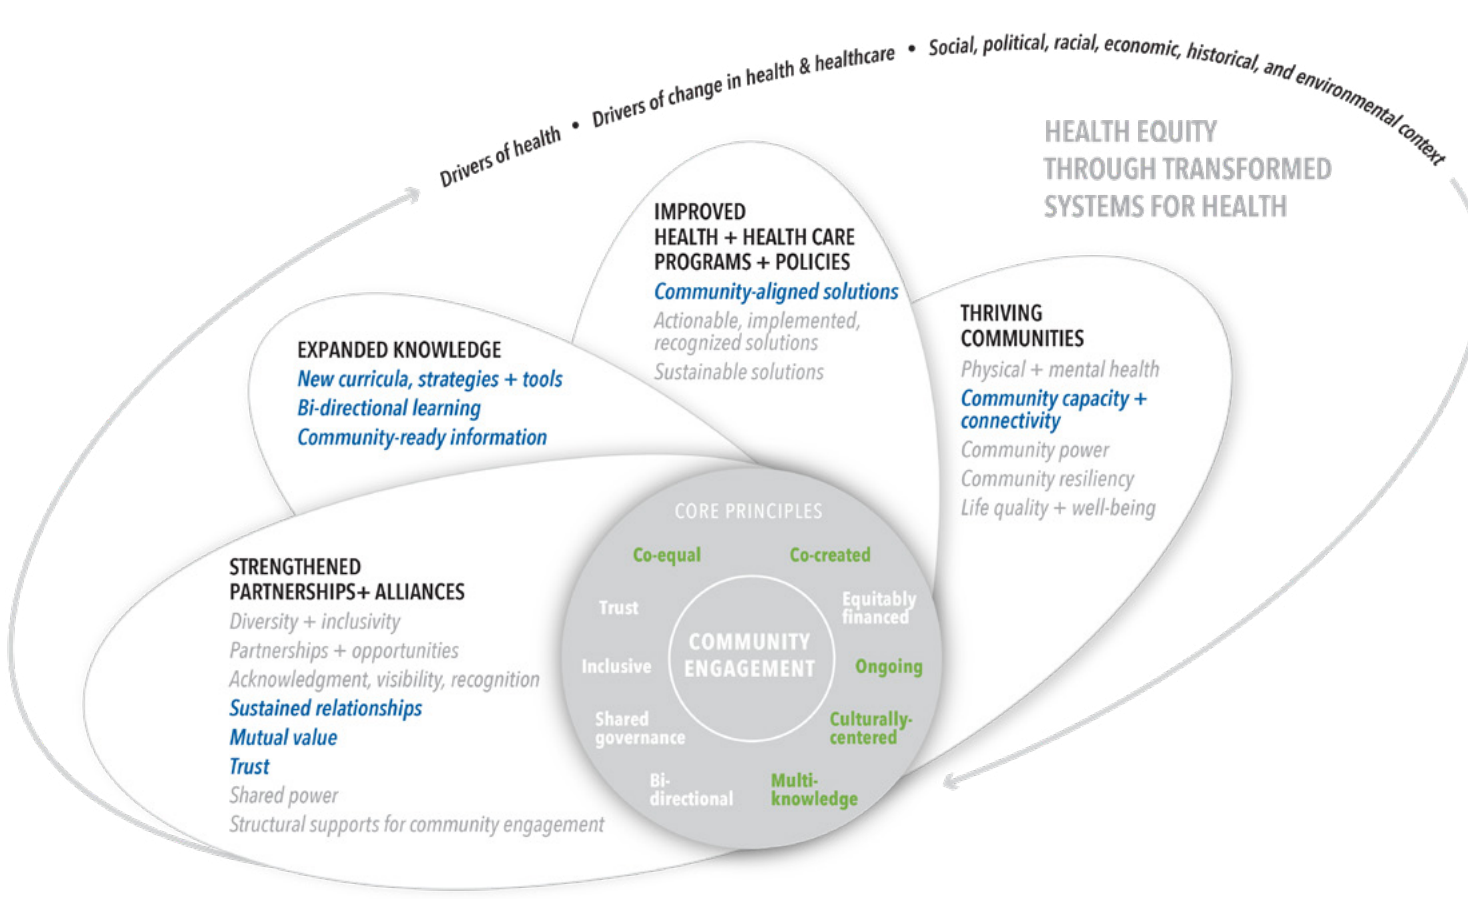 Drivers of health • Drivers of change in health & healthcare • Social, political, racial, economic, historical, and environmental context
HEALTH EQUITY
THROUGH TRANSFORMED
SYSTEMS FOR HEALTH
IMPROVED
HEALTH + HEALTH CARE
PROGRAMS + POLICIES
Community-aligned solutions
Actionable, implemented,
recognized solutions
Sustainable solutions
THRIVING
COMMUNITIES
Physical + mental health
Community capacity +
connectivity
Community power
Community resiliency
Life quality + well-being
EXPANDED KNOWLEDGE
New curricula, strategies + tools
Bi-directional learning
Community-ready information
STRENGTHENED
PARTNERSHIPS+ ALLIANCES
Diversity + inclusivity
Partnerships + opportunities
Acknowledgment, visibility, recognition
Sustained relationships
Mutual value
Trust
Shared power
Structural supports for community engagement
CORE PRINCIPLES
Co-equal
Co-created
Trust
Equitably
financed
Inclusive
Ongoing
Shared
governance
Culturally-
centered
Bi-
directional
Multi-
knowledge
COMMUNITY
ENGAGEMENT